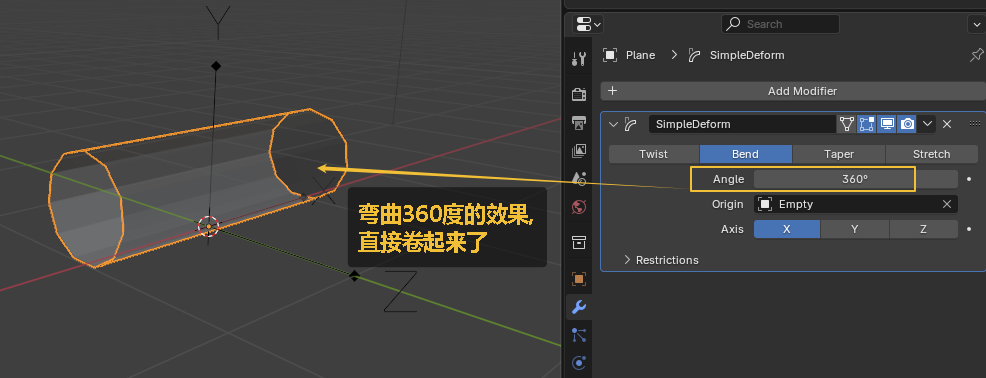 Y
Z
弯曲360度的效果,
直接卷起来了
Search
Plane > SimpleDeform
+ Add Modifier
SimpleDeform
Twist Bend Taper Stretch
Angle 360°
Origin Empty
Axis X Y Z
Restrictions